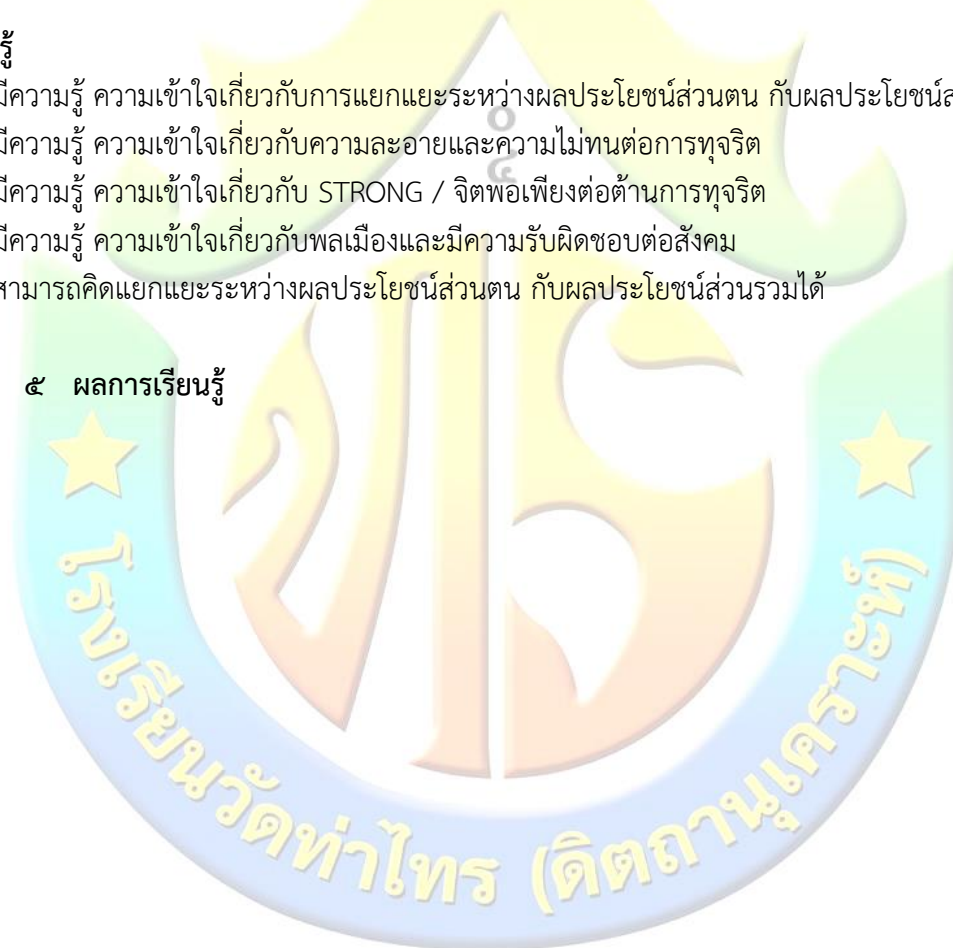 รู้
มีความรู้ ความเข้าใจเกี่ยวกับการแยกแยะระหว่างผลประโยชน์ส่วนตน กับผลประโยชน์ส
มีความรู้ ความเข้าใจเกี่ยวกับความละอายและความไม่ทนต่อการทุจริต
มีความรู้ ความเข้าใจเกี่ยวกับ STRONG / จิตพอเพียงต่อต้านการทุจริต
มีความรู้ ความเข้าใจเกี่ยวกับพลเมืองและมีความรับผิดชอบต่อสังคม
สามารถคิดแยกแยะระหว่างผลประโยชน์ส่วนตน กับผลประโยชน์ส่วนรวมได้
๕ ผลการเรียนรู้
โรงเรียนวัดท่าไทร (ดิตถานุเคราะห์)